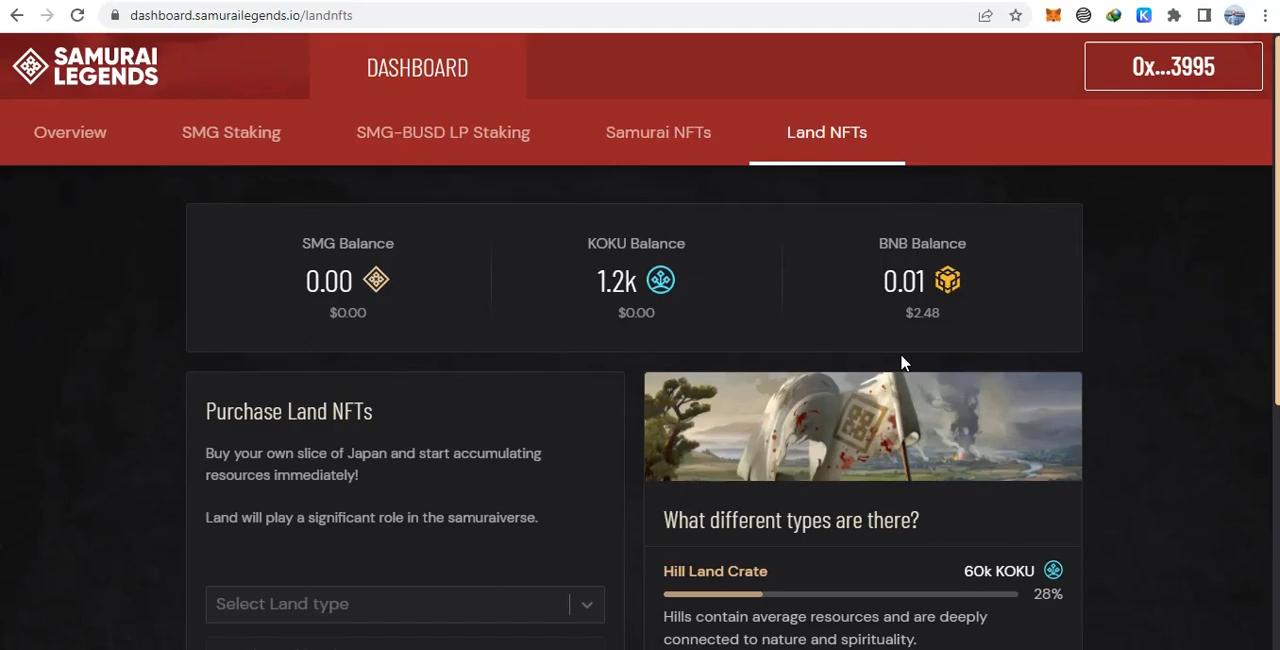 dashboard.samurailegends.io/landnfts
SAMURAI
LEGENDS
DASHBOARD
0x...3995
Overview
SMG Staking
SMG-BUSD LP Staking
Samurai NFTs
Land NFTs
SMG Balance
0.00
$0.00
KOKU Balance
1.2k
$0.00
BNB Balance
0.01
$2.48
Purchase Land NFTs
Buy your own slice of Japan and start accumulating
resources immediately!
Land will play a significant role in the samuraiverse.
Select Land type
What different types are there?
Hill Land Crate
60k KOKU
28%
Hills contain average resources and are deeply
connected to nature and spirituality.